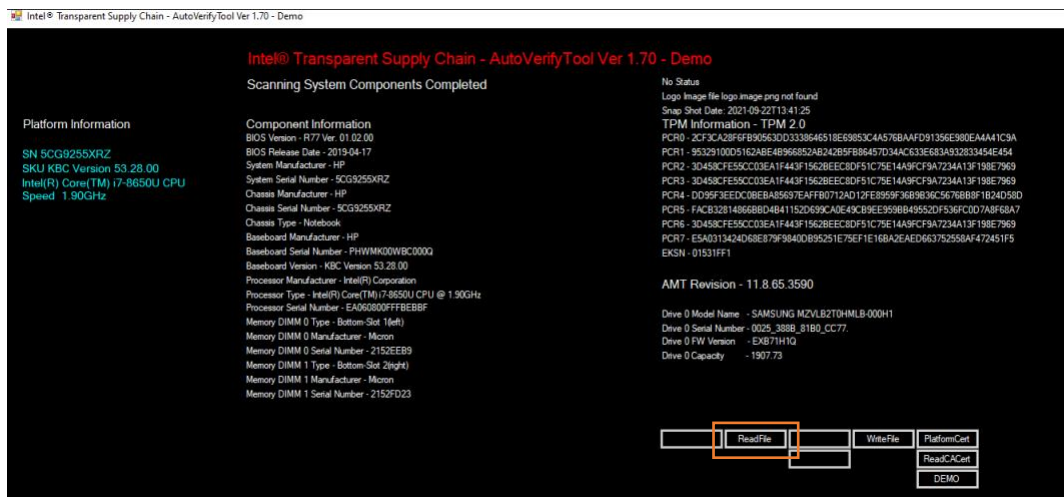 Intel® Transparent Supply Chain - AutoVerifyTool Ver 1.70 - Demo
Intel® Transparent Supply Chain - AutoVerifyTool Ver 1.70 - Demo
Scanning System Components Completed
Platform Information
SN 5CG9255XRZ
SKU KBC Version 53.28.00
Intel(R) Core(TM) i7-8650U CPU
Speed 1.90GHz
Component Information
BIOS Version - R77 Ver. 01.02.00
BIOS Release Date - 2019-04-17
System Manufacturer - HP
System Serial Number - 5CG9255XRZ
Chassis Manufacturer - HP
Chassis Serial Number - 5CG9255XRZ
Chassis Type - Notebook
Baseboard Manufacturer - HP
Baseboard Serial Number - PHWMK00WBC000Q
Baseboard Version - KBC Version 53.28.00
Processor Manufacturer - Intel(R) Corporation
Processor Type - Intel(R) Core(TM) i7-8650U CPU @ 1.90GHz
Processor Serial Number - EA060800FFFBEBBF
Memory DIMM 0 Type - Bottom-Slot 1(left)
Memory DIMM 0 Manufacturer - Micron
Memory DIMM 0 Serial Number - 2152EEB9
Memory DIMM 1 Type - Bottom-Slot 2(right)
Memory DIMM 1 Manufacturer - Micron
Memory DIMM 1 Serial Number - 2152FD23
No Status
Logo Image file logo.image.png not found
Snap Shot Date: 2021-09-22T13:41:25
TPM Information - TPM 2.0
PCR0 - 2CF3CA28F6FB90563DD3338646518E69853C4A576BAAFD91356E980EA4A41C9A
PCR1 - 95329100D5162ABE4B966852AB242B5FB86457D34AC633E683A932833454E454
PCR2 - 3D458CFE55CC03EA1F443F1562BEEC8DF51C75E14A9FCF9A7234A13F198E7969
PCR3 - 3D458CFE55CC03EA1F443F1562BEEC8DF51C75E14A9FCF9A7234A13F198E7969
PCR4 - DD95F3EEDC0BEBA85697EAFFB0712AD12FE8959F36B9B36C5676BB8F1B24D58D
PCR5 - FACB32814866BBD4B41152D699CA0E49CB9EE959BB49552DF536FC0D7A8F68A7
PCR6 - 3D458CFE55CC03EA1F443F1562BEEC8DF51C75E14A9FCF9A7234A13F198E7969
PCR7 - E5A0313424D68E879F9840DB95251E75EF1E16BA2EAED663752558AF472451F5
EKSN - 01531FF1
AMT Revision - 11.8.65.3590
Drive 0 Model Name - SAMSUNG MZVLB2T0HMLB-000H1
Drive 0 Serial Number - 0025_388B_81B0_CC77.
Drive 0 FW Version - EXB71H1Q
Drive 0 Capacity - 1907.73
ReadFile
WriteFile
PlatformCert
ReadCACert
DEMO